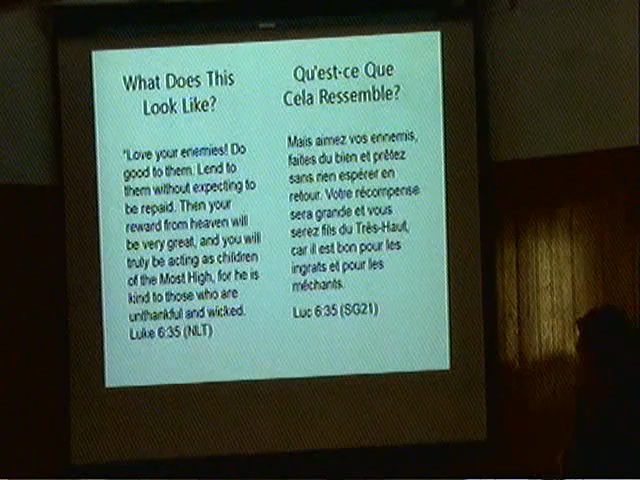 What Does This
Look Like?
"Love your enemies! Do
good to them. Lend to
them without expecting to
be repaid. Then your
reward from heaven will
be very great, and you will
truly be acting as children
of the Most High, for he is
kind to those who are
unthankful and wicked.
Luke 6:35 (NLT)
Qu'est-ce Que
Cela Ressemble?
Mais aimez vos ennemis,
faites du bien et prêtez
sans rien espérer en
retour. Votre récompense
sera grande et vous
serez fils du Très-Haut,
car il est bon pour les
ingrats et pour les
méchants.
Luc 6:35 (SG21)